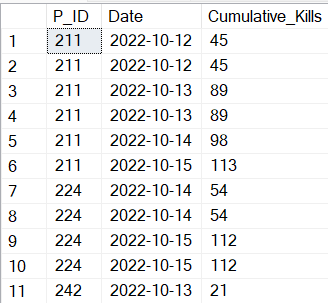 P_ID Date Cumulative_Kills
1 211 2022-10-12 45
2 211 2022-10-12 45
3 211 2022-10-13 89
4 211 2022-10-13 89
5 211 2022-10-14 98
6 211 2022-10-15 113
7 224 2022-10-14 54
8 224 2022-10-14 54
9 224 2022-10-15 112
10 224 2022-10-15 112
11 242 2022-10-13 21